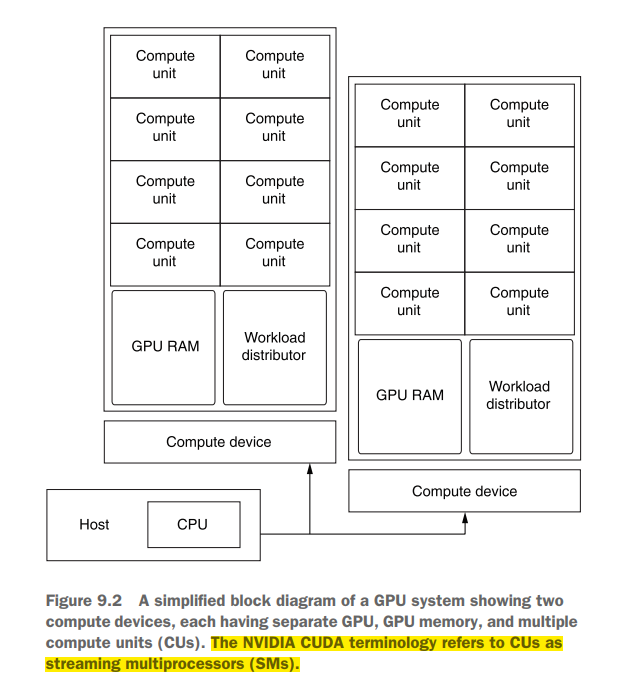 Compute
unit
Compute
unit
Compute
unit
Compute
unit
Compute
unit
Compute
unit
Compute
unit
Compute
unit
GPU RAM
Workload
distributor
Compute device
Compute
unit
Compute
unit
Compute
unit
Compute
unit
Compute
unit
Compute
unit
Compute
unit
Compute
unit
GPU RAM
Workload
distributor
Compute device
Host
CPU
Figure 9.2 A simplified block diagram of a GPU system showing two
compute devices, each having separate GPU, GPU memory, and multiple
compute units (CUs). The NVIDIA CUDA terminology refers to CUs as
streaming multiprocessors (SMs).